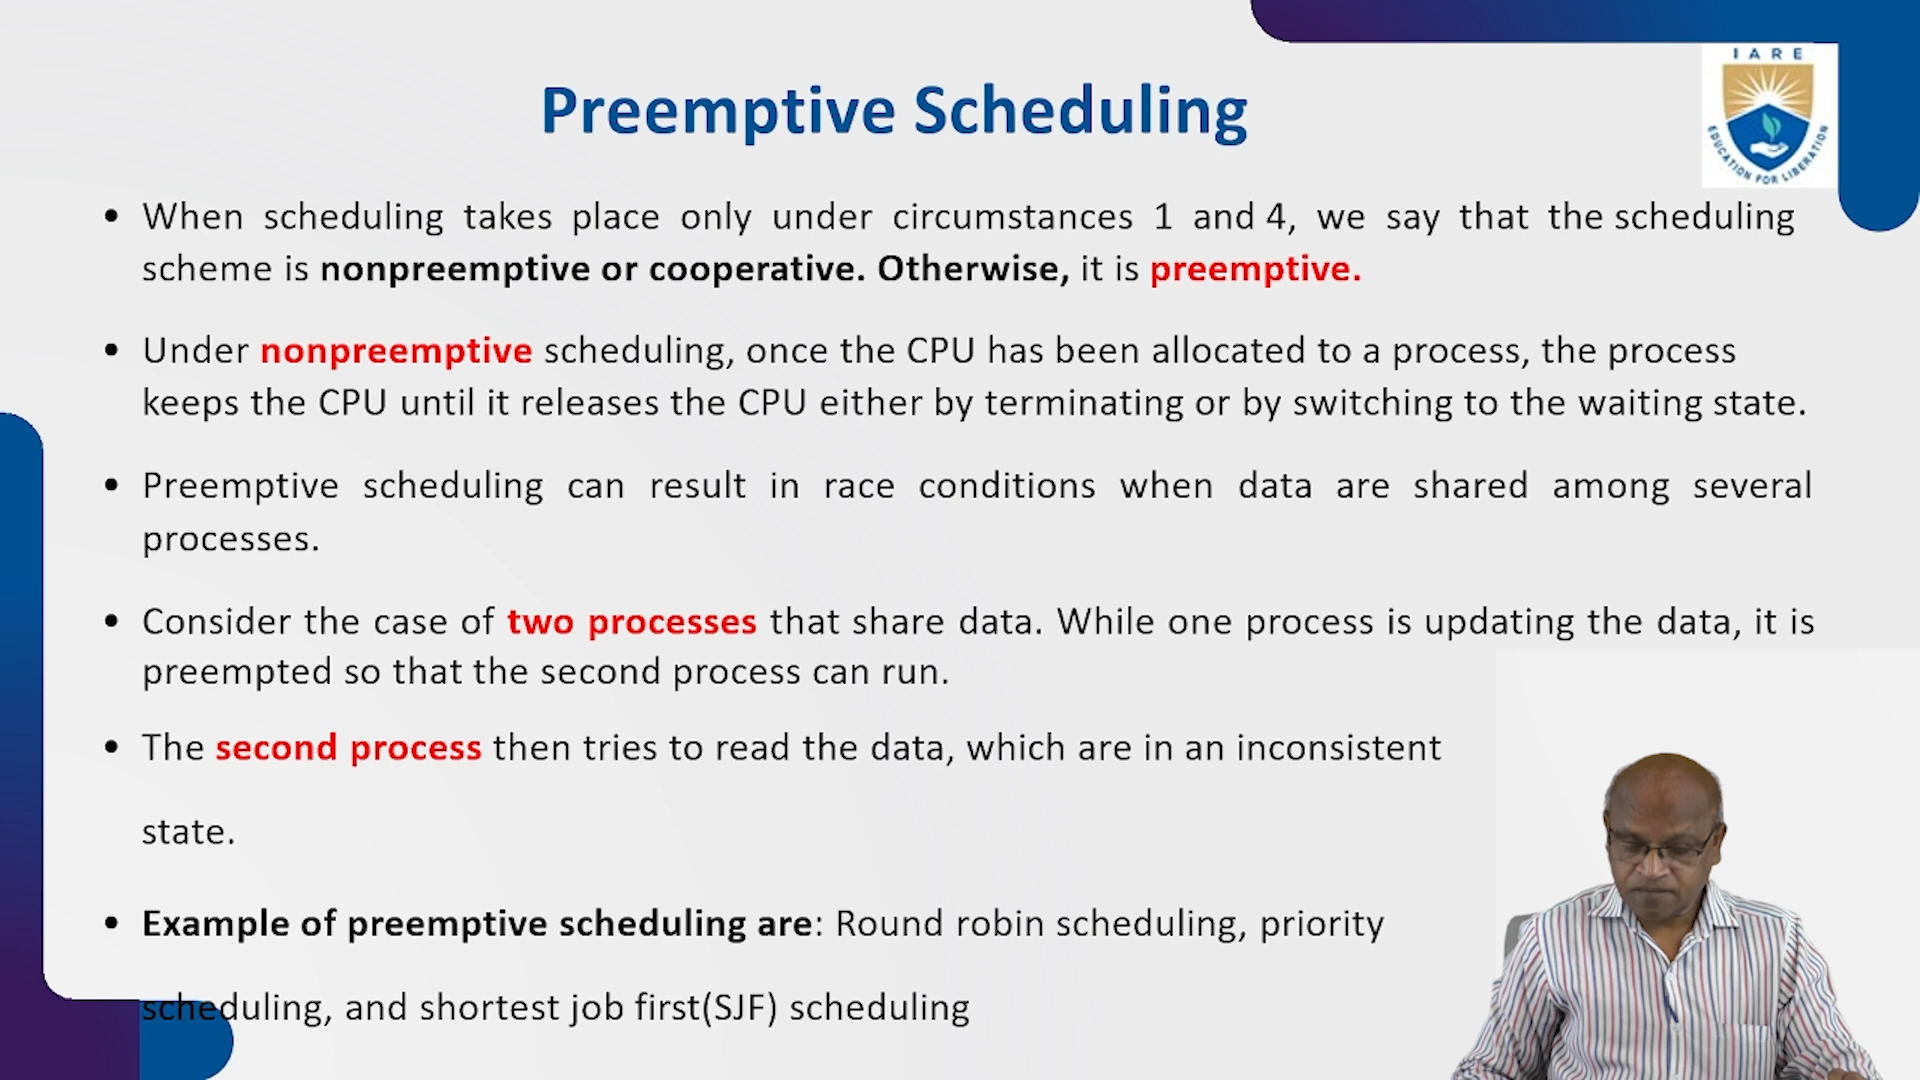 IARE
EDUCATION FOR LIBERATION
Preemptive Scheduling
• When scheduling takes place only under circumstances 1 and 4, we say that the scheduling
scheme is nonpreemptive or cooperative. Otherwise, it is preemptive.
• Under nonpreemptive scheduling, once the CPU has been allocated to a process, the process
keeps the CPU until it releases the CPU either by terminating or by switching to the waiting state.
• Preemptive scheduling can result in race conditions when data are shared among several
processes.
• Consider the case of two processes that share data. While one process is updating the data, it is
preempted so that the second process can run.
• The second process then tries to read the data, which are in an inconsistent
state.
• Example of preemptive scheduling are: Round robin scheduling, priority
scheduling, and shortest job first(SJF) scheduling